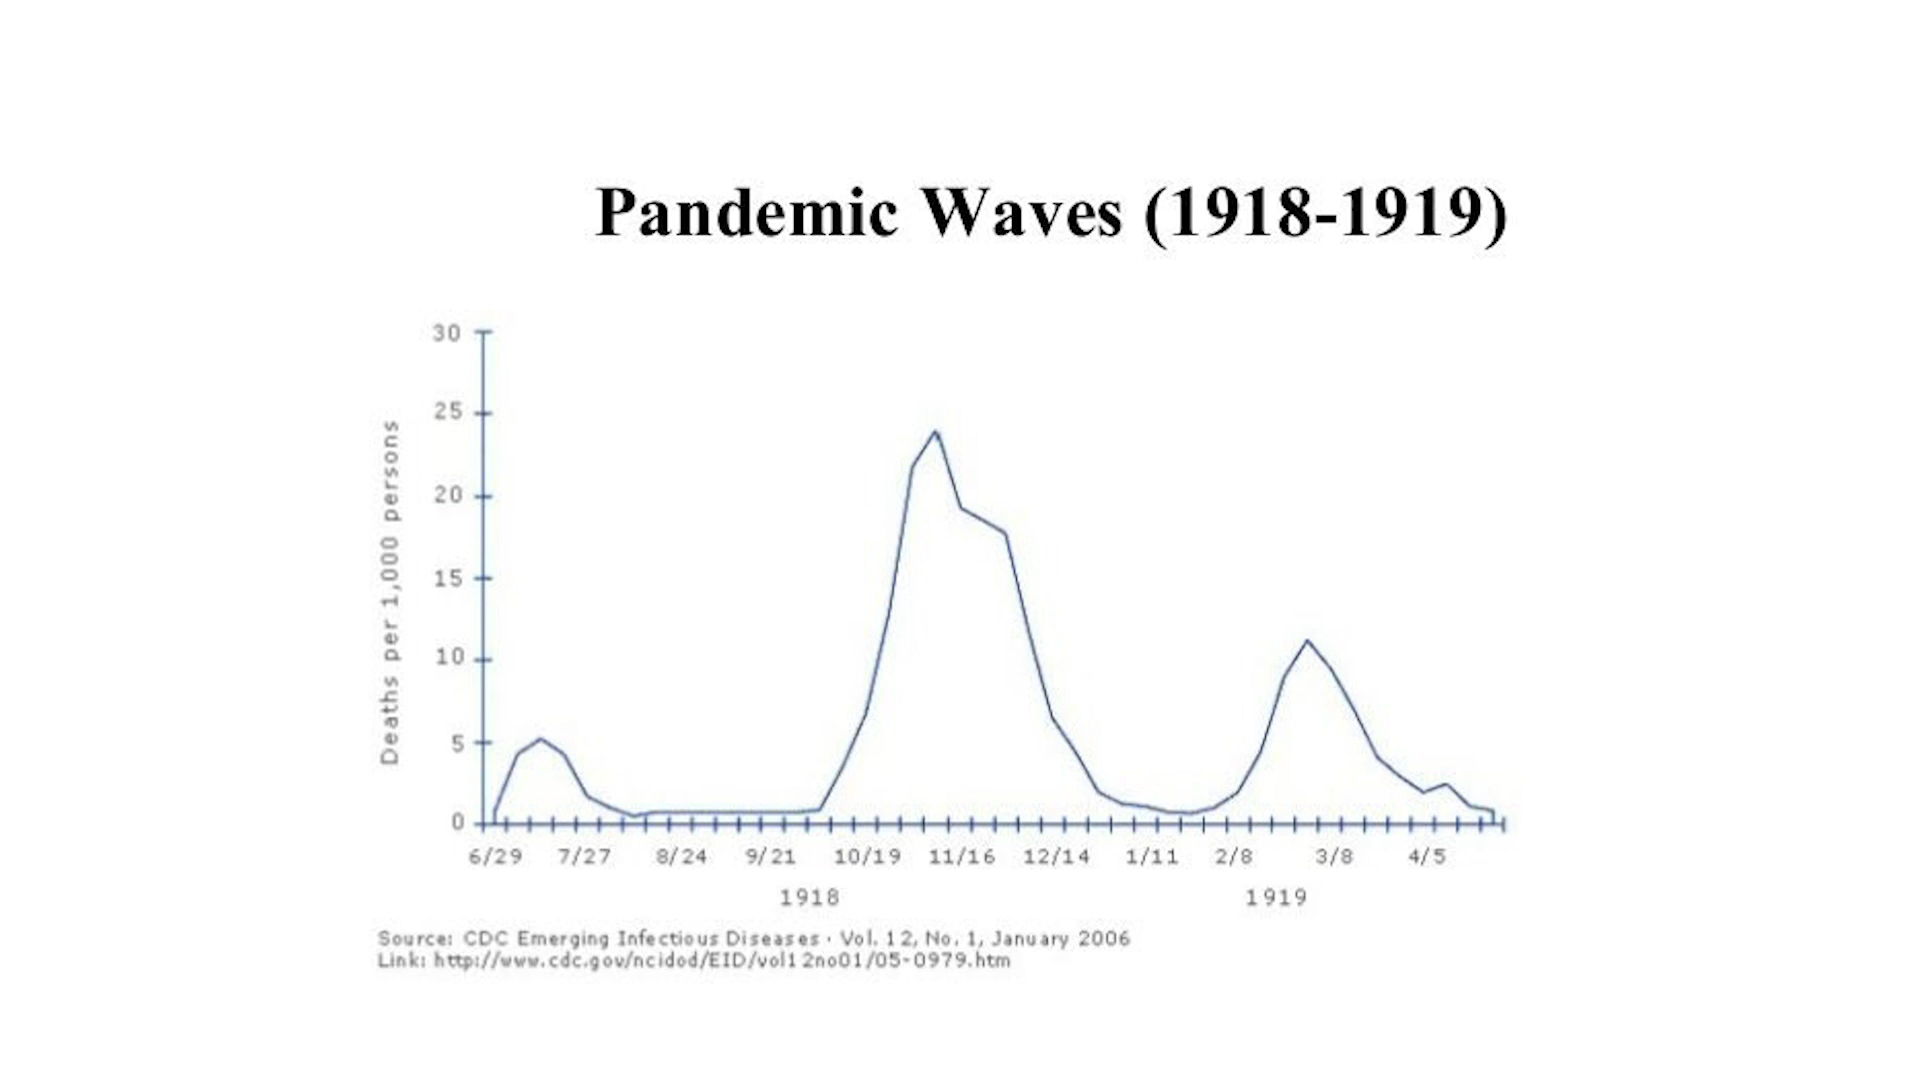 Pandemic Waves (1918-1919)
Deaths per 1,000 persons
30
25
20
15
10
5
0
6/29 7/27 8/24 9/21 10/19 11/16 12/14 1/11 2/8 3/8 4/5
1918 1919
Source: CDC Emerging Infectious Diseases · Vol. 12, No. 1, January 2006
Link: http://www.cdc.gov/ncidod/EID/vol12no01/05-0979.htm